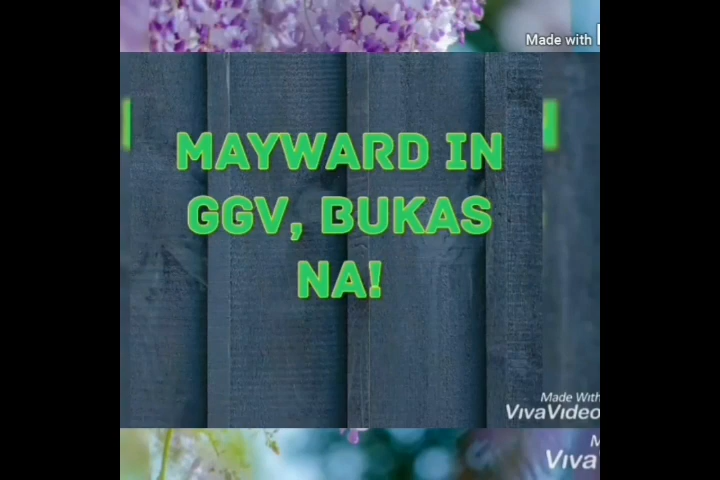 Made with
MAYWARD IN
GGV, BUKAS
NA!
Made With
VivaVideo
Viva